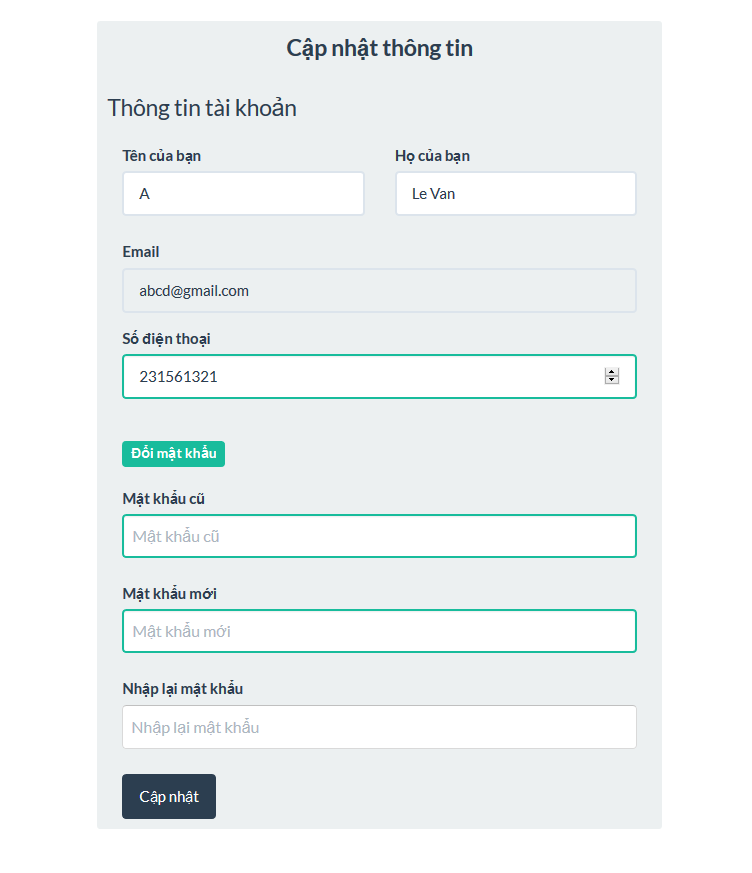 Cập nhật thông tin
Thông tin tài khoản
Tên của bạn
Họ của bạn
A
Le Van
Email
abcd@gmail.com
Số điện thoại
231561321
Đổi mật khẩu
Mật khẩu cũ
Mật khẩu cũ
Mật khẩu mới
Mật khẩu mới
Nhập lại mật khẩu
Nhập lại mật khẩu
Cập nhật